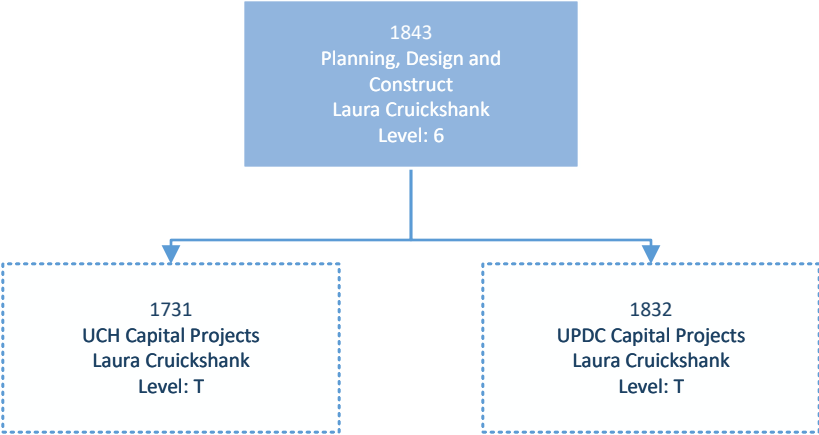 1843
Planning, Design and
Construct
Laura Cruickshank
Level: 6
1731
UCH Capital Projects
Laura Cruickshank
Level: T
1832
UPDC Capital Projects
Laura Cruickshank
Level: T